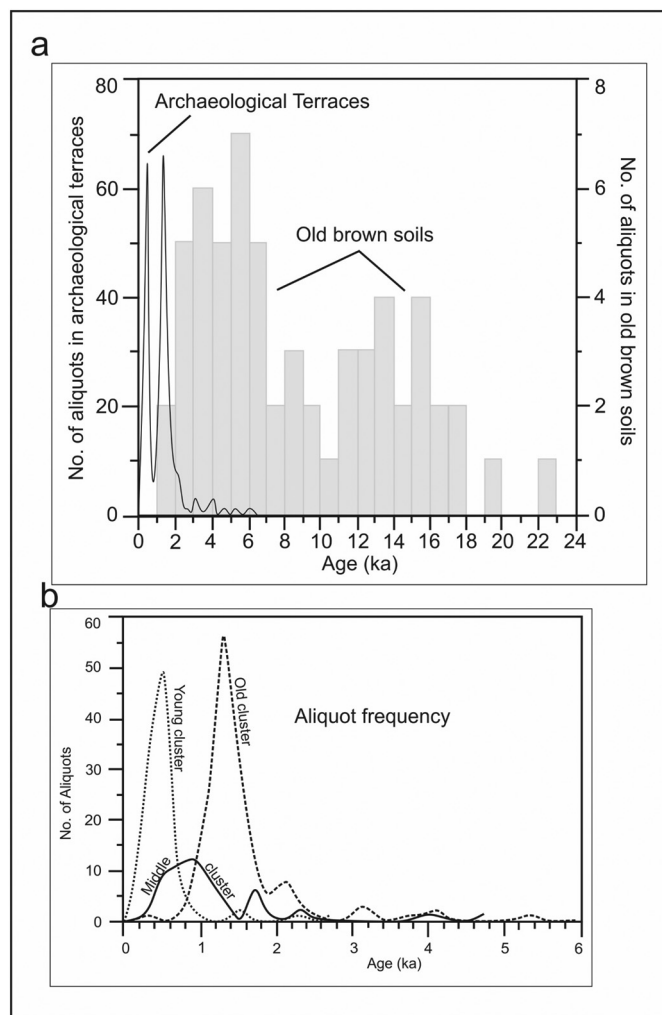 a
Archaeological Terraces
Old brown soils
No. of aliquots in archaeological terraces
No. of aliquots in old brown soils
80
60
40
20
0
8
6
4
2
0
0 2 4 6 8 10 12 14 16 18 20 22 24
Age (ka)
b
Aliquot frequency
Young cluster
Old cluster
Middle cluster
No. of Aliquots
60
50
40
30
20
10
0
0 1 2 3 4 5 6
Age (ka)